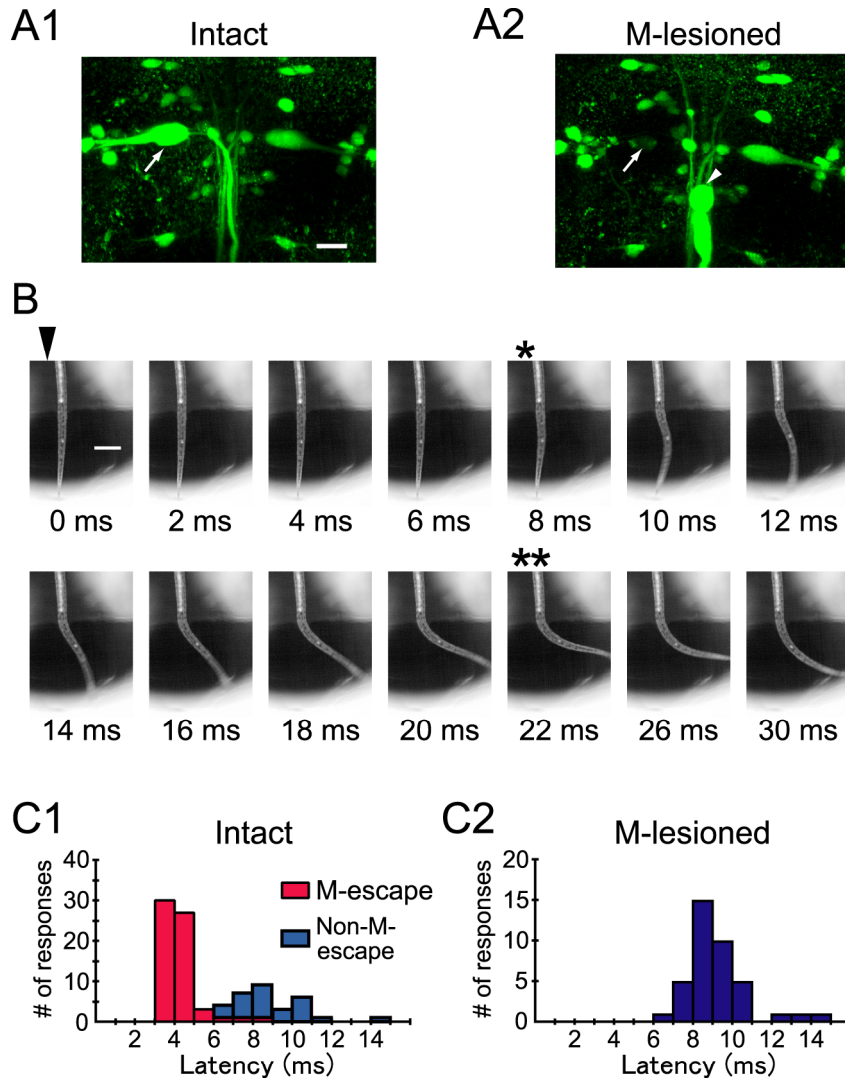 A1
Intact
A2
M-lesioned
B
*
0 ms 2 ms 4 ms 6 ms 8 ms 10 ms 12 ms
**
14 ms 16 ms 18 ms 20 ms 22 ms 26 ms 30 ms
C1
Intact
# of responses
40
30
20
10
0
2 4 6 8 10 12 14
Latency (ms)
M-escape
Non-M-
escape
C2
M-lesioned
# of responses
20
15
10
5
0
2 4 6 8 10 12 14
Latency (ms)